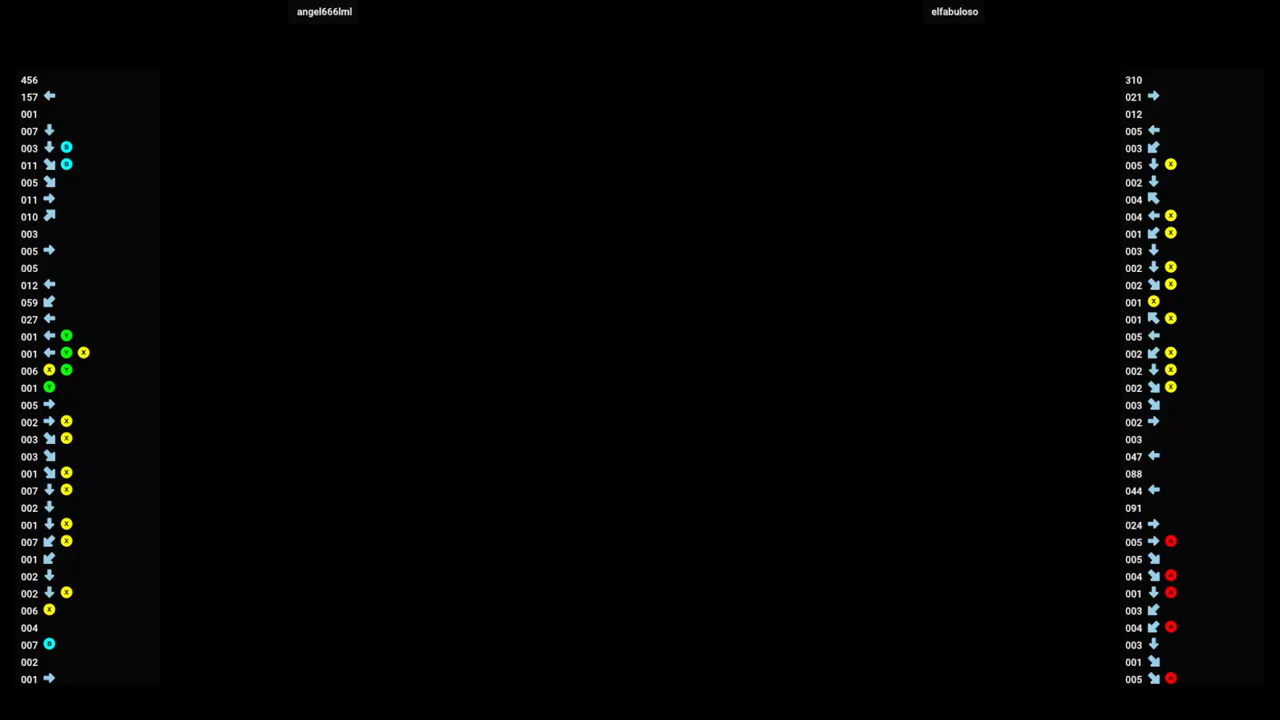 angel666lml
elfabuloso
456
157
001
007
003 B
011 B
005
011
010
003
005
005
012
059
027
001 Y
001 Y X
006 X Y
001 Y
005
002 X
003 X
003
001 X
007 X
002
001 X
007 X
001
002
002 X
006 X
004
007 B
002
001
310
021
012
005
003
005 X
002
004
004 X
001 X
003
002 X
002 X
001 X
001 X
005
002 X
002 X
002 X
003
002
003
047
088
044
091
024
005 A
005
004 A
001 A
003
004 A
003
001
005 A